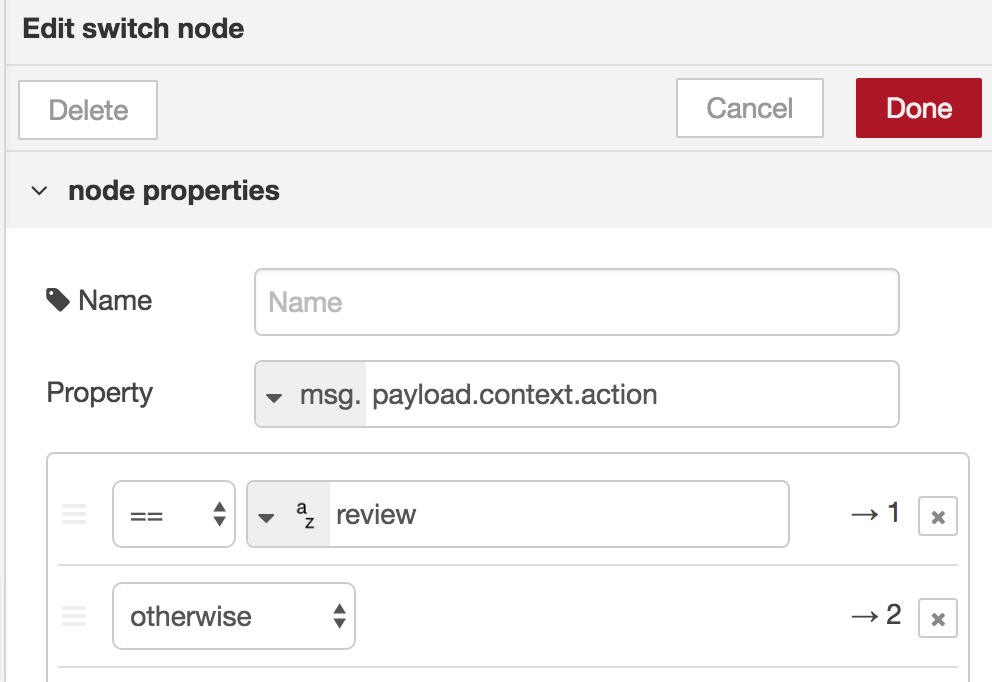 Edit switch node
Delete Cancel Done
node properties
Name Name
Property msg. payload.context.action
== az review → 1 ×
otherwise → 2 ×